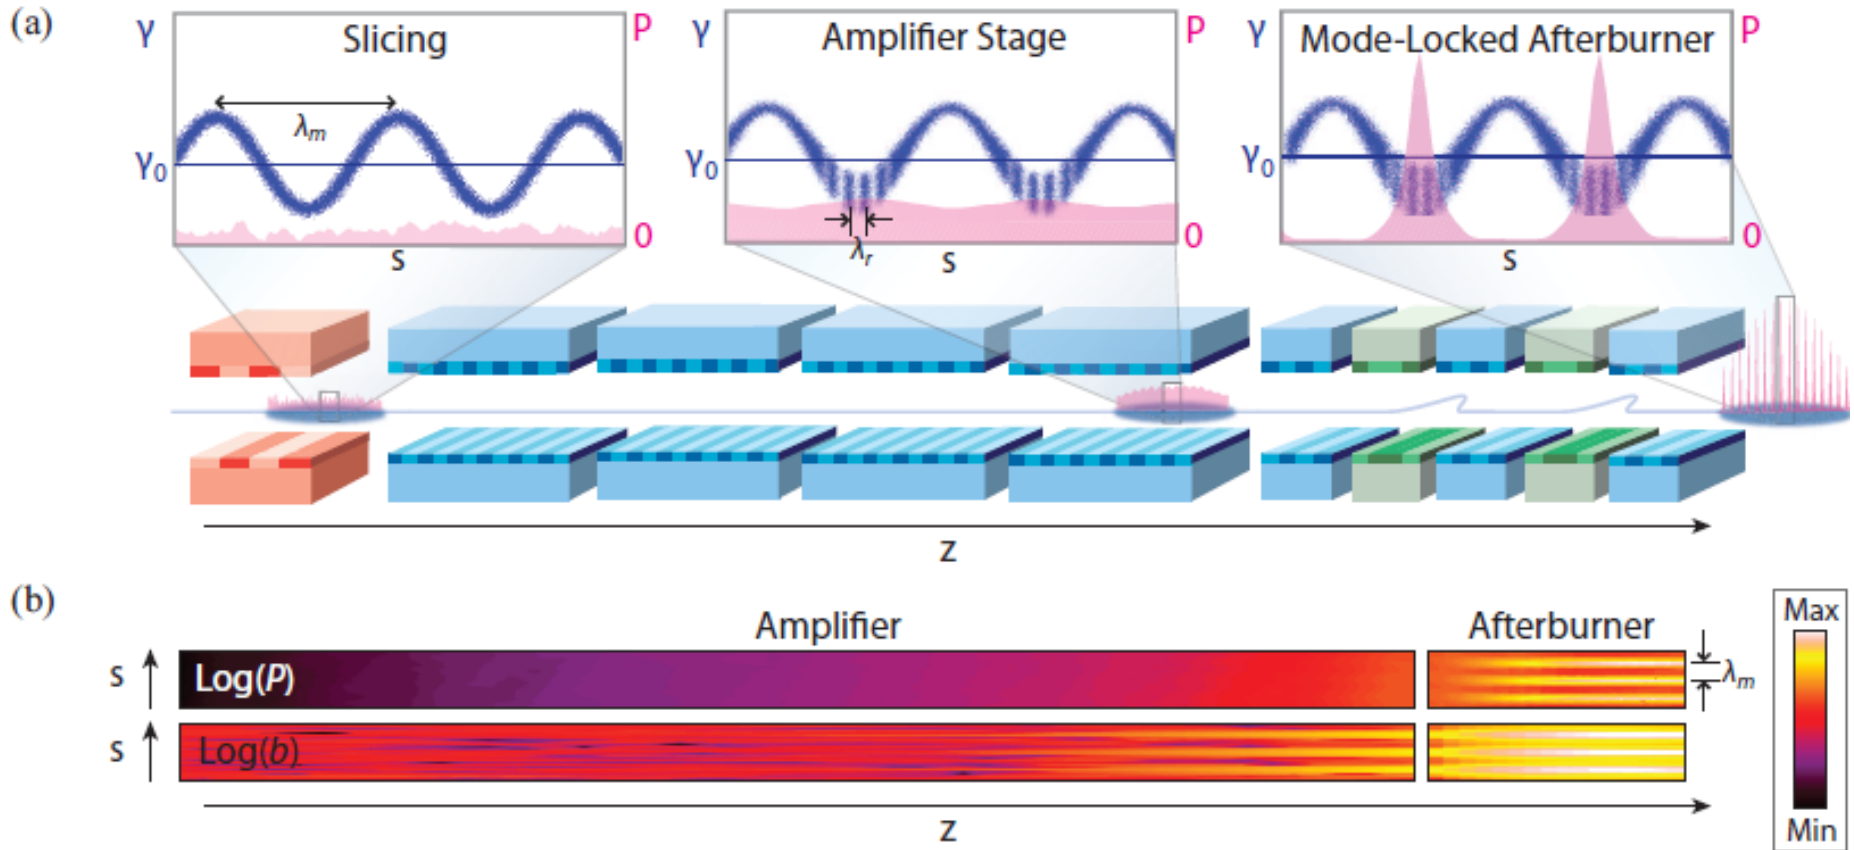 (a)
γ Slicing P
λm
γ0
0
s
γ Amplifier Stage P
γ0
λr
0
s
γ Mode-Locked Afterburner P
γ0
0
s
z
(b)
Amplifier Afterburner
s Log(P)
λm
s Log(b)
z
Max
Min